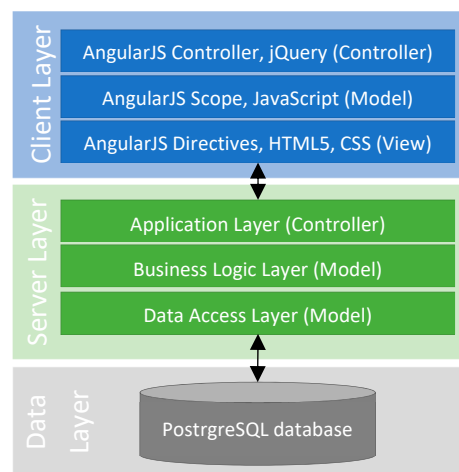 Client Layer
AngularJS Controller, jQuery (Controller)
AngularJS Scope, JavaScript (Model)
AngularJS Directives, HTML5, CSS (View)
Server Layer
Application Layer (Controller)
Business Logic Layer (Model)
Data Access Layer (Model)
Data
Layer
PostrgreSQL database